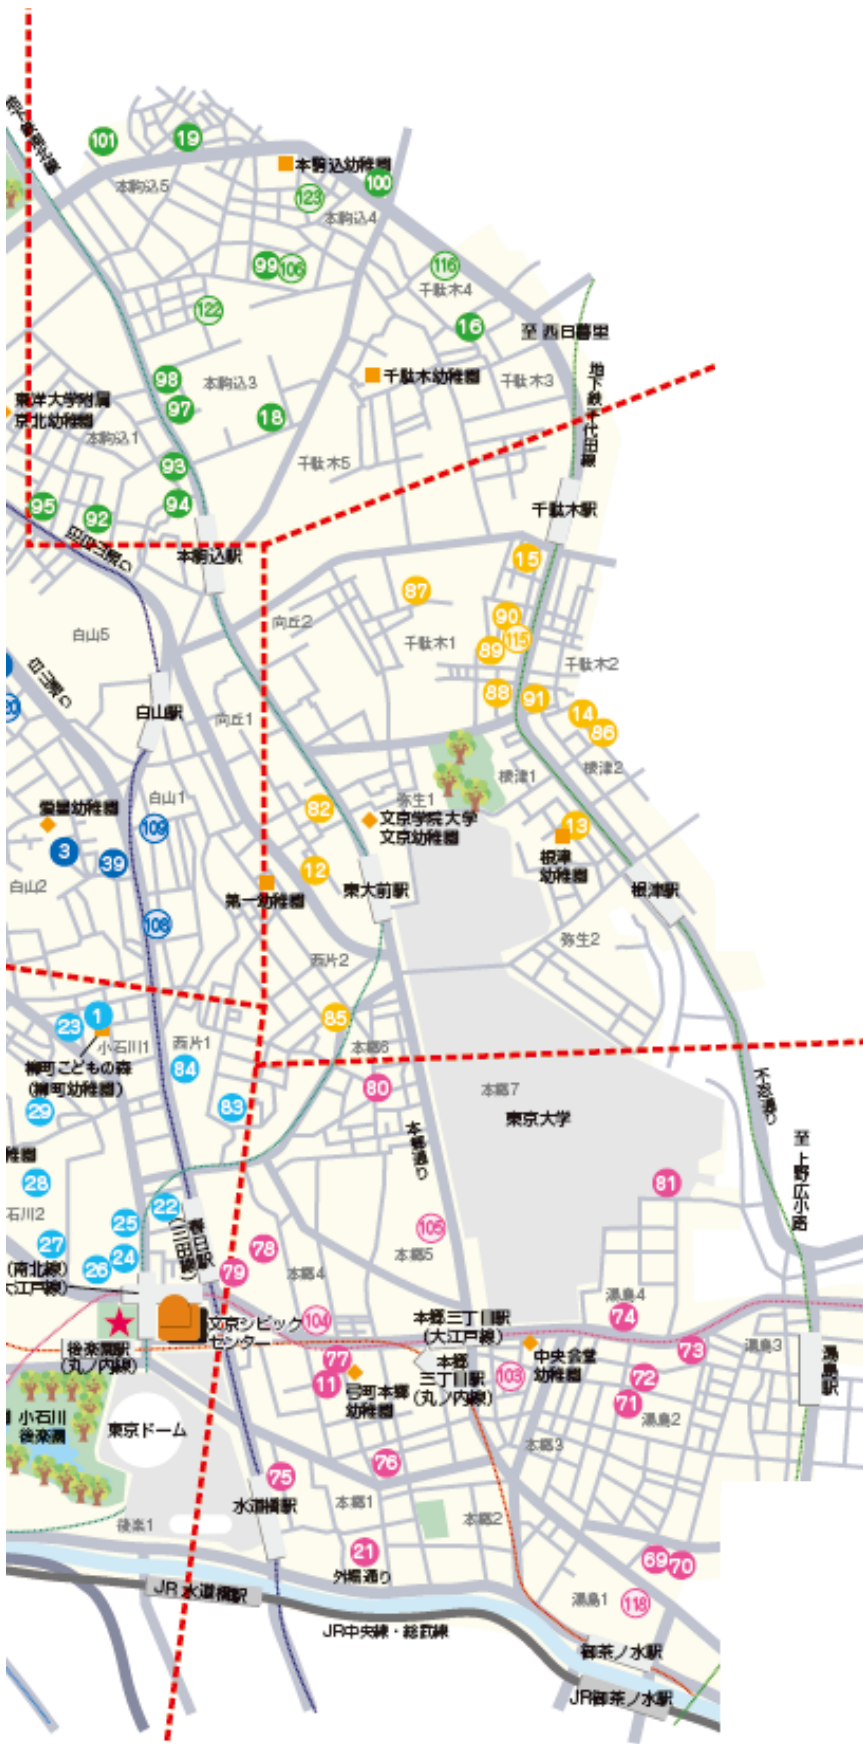 101
19
本駒込幼稚園
100
本駒込5
123
本駒込4
99
106
116
千駄木4
122
16
至 西日暮里
98
本駒込3
千駄木幼稚園
千駄木3
地下鉄千代田線
東洋大学附属
京北幼稚園
97
18
本駒込1
93
千駄木5
95
92
94
千駄木駅
本駒込駅
15
87
90
115
向丘2
白山5
千駄木1
89
千駄木2
88
91
白山駅
向丘1
14
86
根津1
根津2
愛星幼稚園
白山1
109
82
弥生1
文京学院大学
文京幼稚園
13
根津
幼稚園
3
39
白山2
12
東大前駅
第一幼稚園
根津駅
108
西片2
弥生2
23
1
小石川1
西片1
85
本郷6
柳町こどもの森
(柳町幼稚園)
84
80
本郷7
東京大学
29
83
本郷通り
稚園
28
81
至 上野広小路
石川2
22
25
27
24
26
78
79
105
本郷5
本郷4
(南北線)
大江戸線)
春日駅
(三田線)
文京シビック
センター
104
本郷三丁目駅
(大江戸線)
湯島4
74
後楽園駅
(丸ノ内線)
77
11
弓町本郷
幼稚園
本郷
三丁目駅
(丸ノ内線)
中央会堂
幼稚園
103
73
湯島3
湯島駅
72
71
湯島2
小石川
後楽園
東京ドーム
本郷3
76
75
水道橋駅
本郷1
本郷2
後楽1
21
外堀通り
69
70
湯島1
118
JR 水道橋駅
JR中央線・総武線
御茶ノ水駅
JR御茶ノ水駅